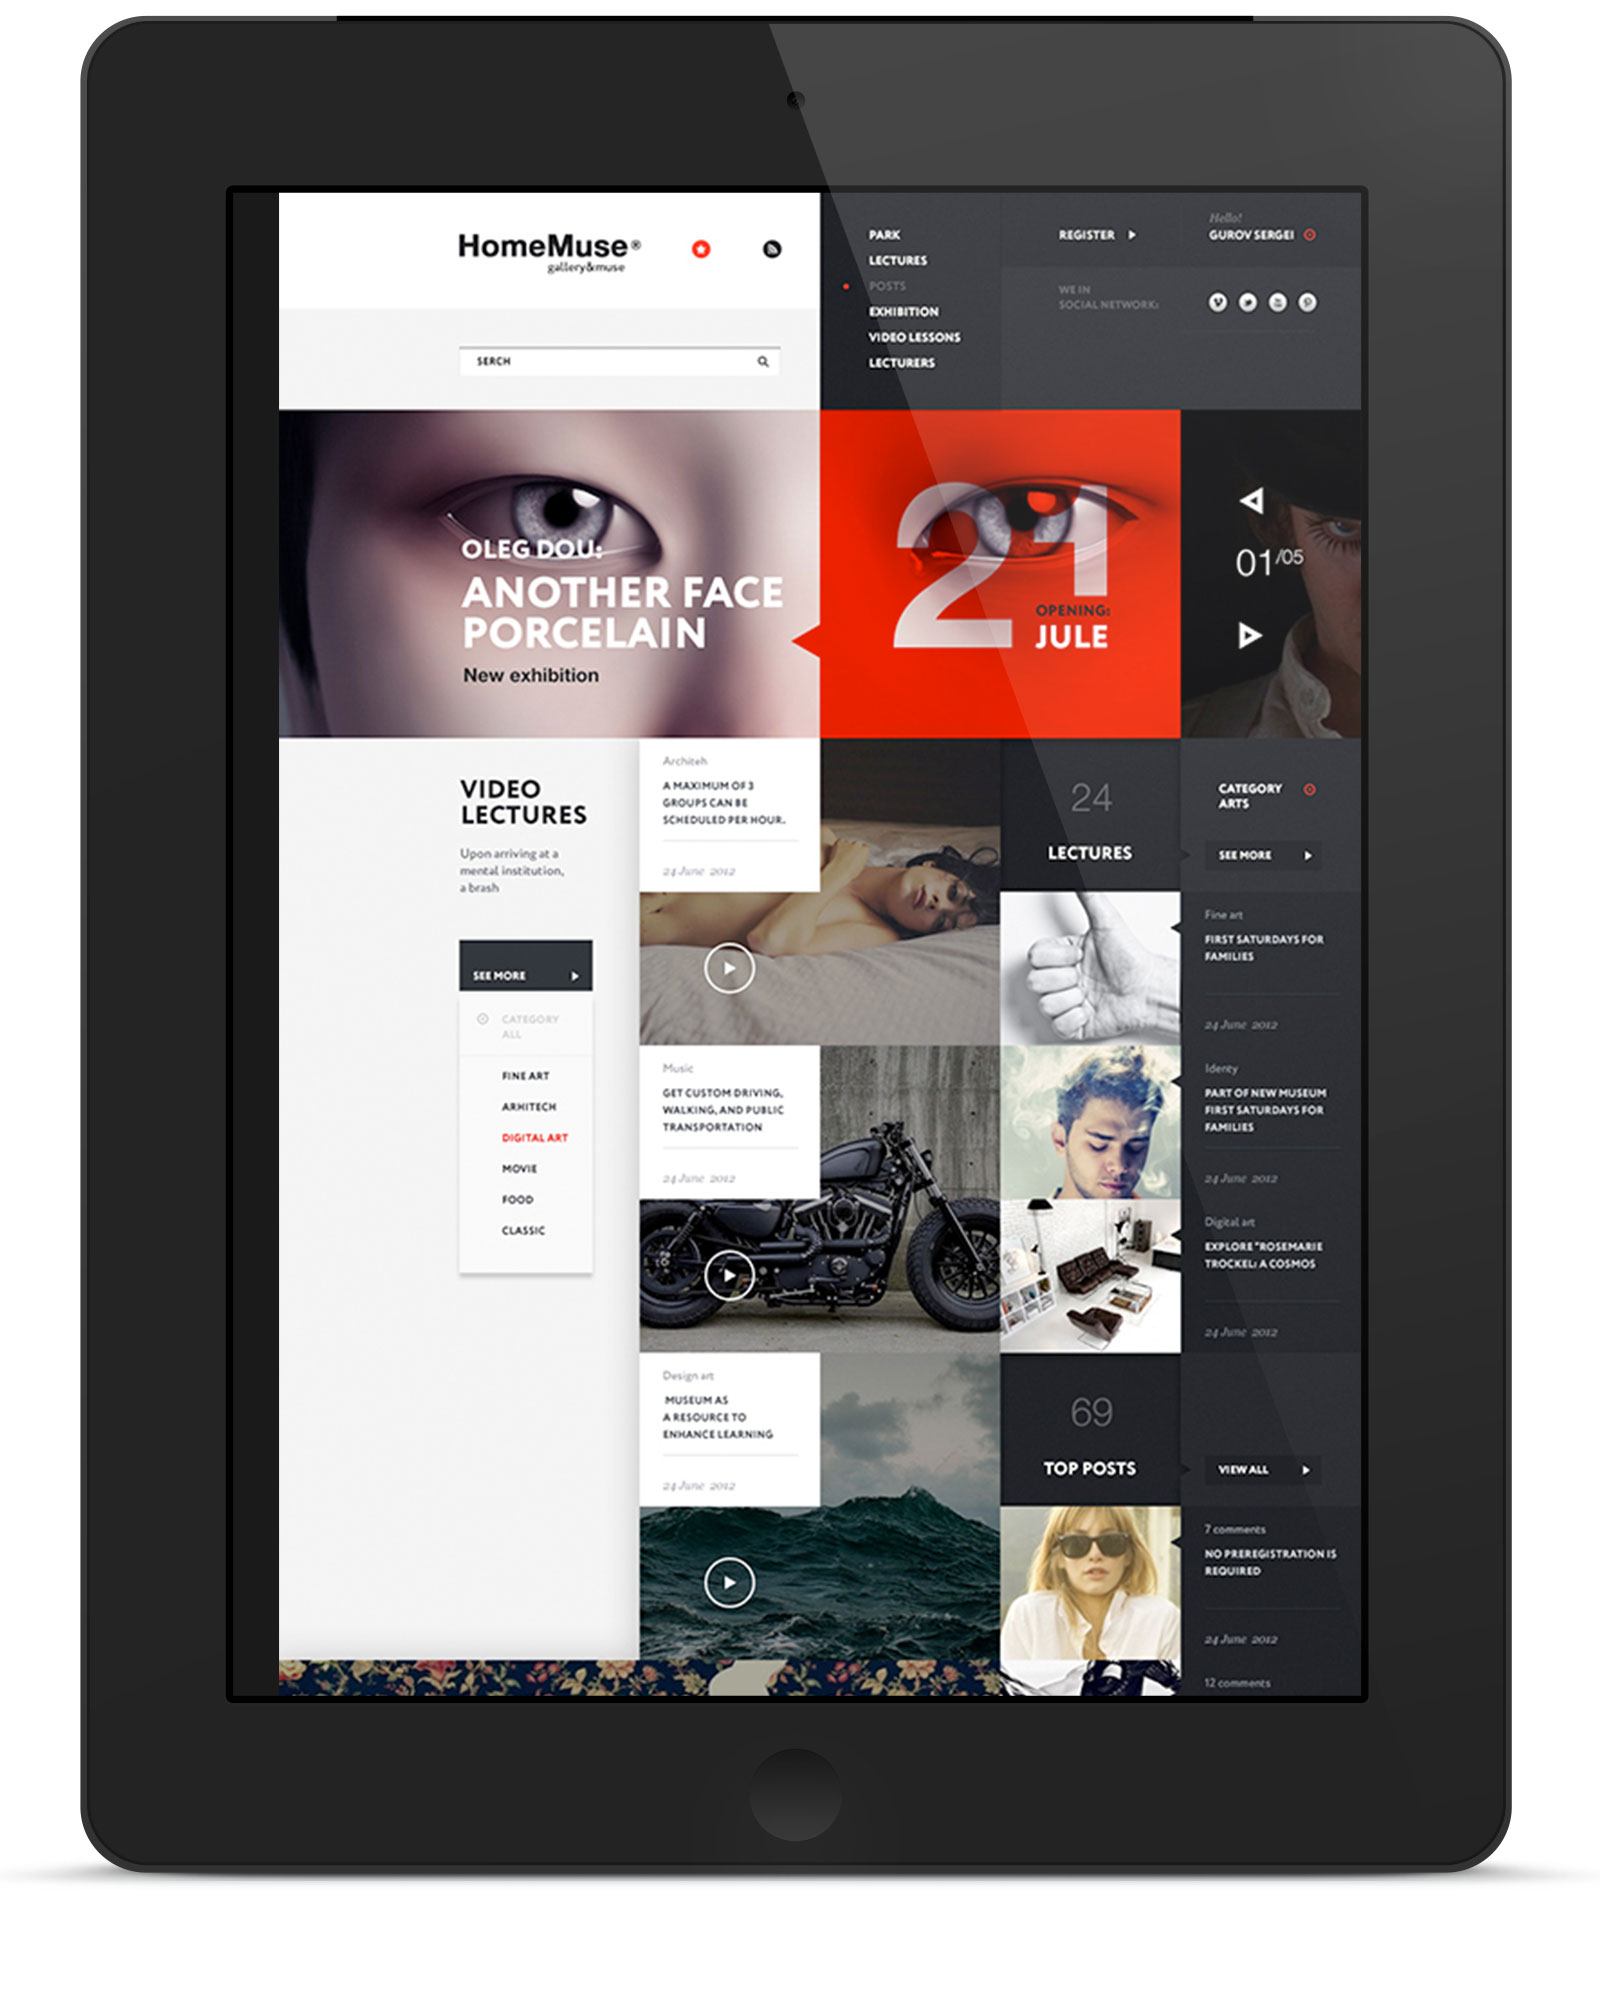 HomeMuse®
gallery&muse
SERCH
PARK
LECTURES
POSTS
EXHIBITION
VIDEO LESSONS
LECTURERS
REGISTER
WE IN
SOCIAL NETWORK:
Hello!
GUROV SERGEI
OLEG DOU:
ANOTHER FACE
PORCELAIN
New exhibition
21
OPENING:
JULE
01/05
VIDEO
LECTURES
Upon arriving at a
mental institution,
a brash
SEE MORE
CATEGORY
ALL
FINE ART
ARHITECH
DIGITAL ART
MOVIE
FOOD
CLASSIC
Architeh
A MAXIMUM OF 3
GROUPS CAN BE
SCHEDULED PER HOUR.
24 June 2012
Music
GET CUSTOM DRIVING,
WALKING, AND PUBLIC
TRANSPORTATION
24 June 2012
Design art
MUSEUM AS
A RESOURCE TO
ENHANCE LEARNING
24 June 2012
24
LECTURES
CATEGORY
ARTS
SEE MORE
Fine art
FIRST SATURDAYS FOR
FAMILIES
24 June 2012
Identy
PART OF NEW MUSEUM
FIRST SATURDAYS FOR
FAMILIES
24 June 2012
Digital art
EXPLORE "ROSEMARIE
TROCKEL: A COSMOS
24 June 2012
69
TOP POSTS
VIEW ALL
7 comments
NO PREREGISTRATION IS
REQUIRED
24 June 2012
12 comments